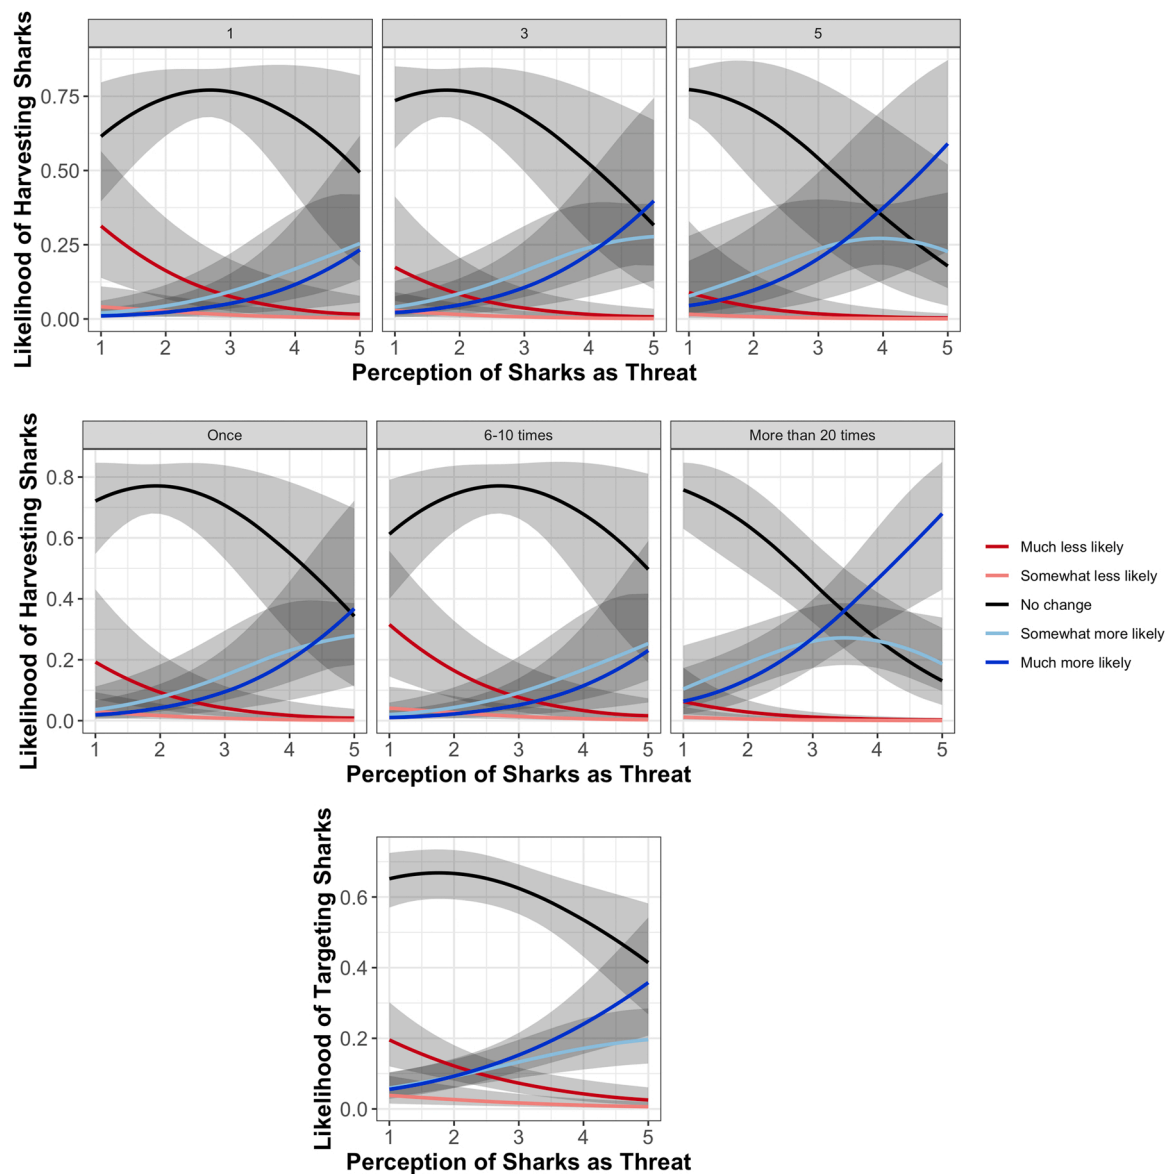 1
3
5
Likelihood of Harvesting Sharks
0.75
0.50
0.25
0.00
1 2 3 4 5
1 2 3 4 5
1 2 3 4 5
Perception of Sharks as Threat
Once
6-10 times
More than 20 times
Likelihood of Harvesting Sharks
0.8
0.6
0.4
0.2
0.0
1 2 3 4 5
1 2 3 4 5
1 2 3 4 5
Perception of Sharks as Threat
Much less likely
Somewhat less likely
No change
Somewhat more likely
Much more likely
Likelihood of Targeting Sharks
0.6
0.4
0.2
0.0
1 2 3 4 5
Perception of Sharks as Threat